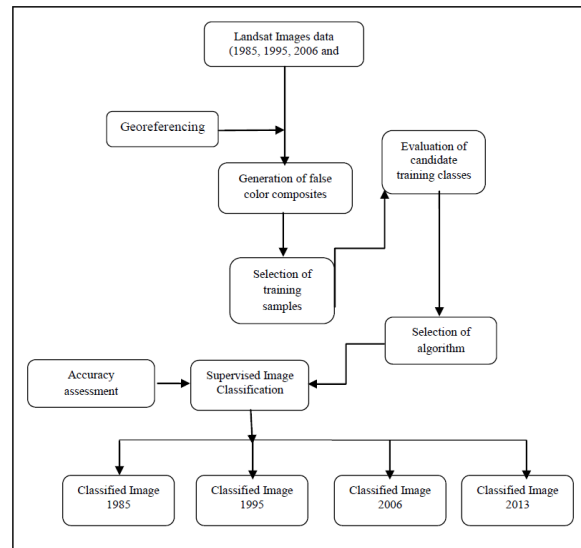 Landsat Images data
(1985, 1995, 2006 and
Georeferencing
Evaluation of
candidate
training classes
Generation of false
color composites
Selection of
training
samples
Selection of
algorithm
Accuracy
assessment
Supervised Image
Classification
Classified Image
1985
Classified Image
1995
Classified Image
2006
Classified Image
2013